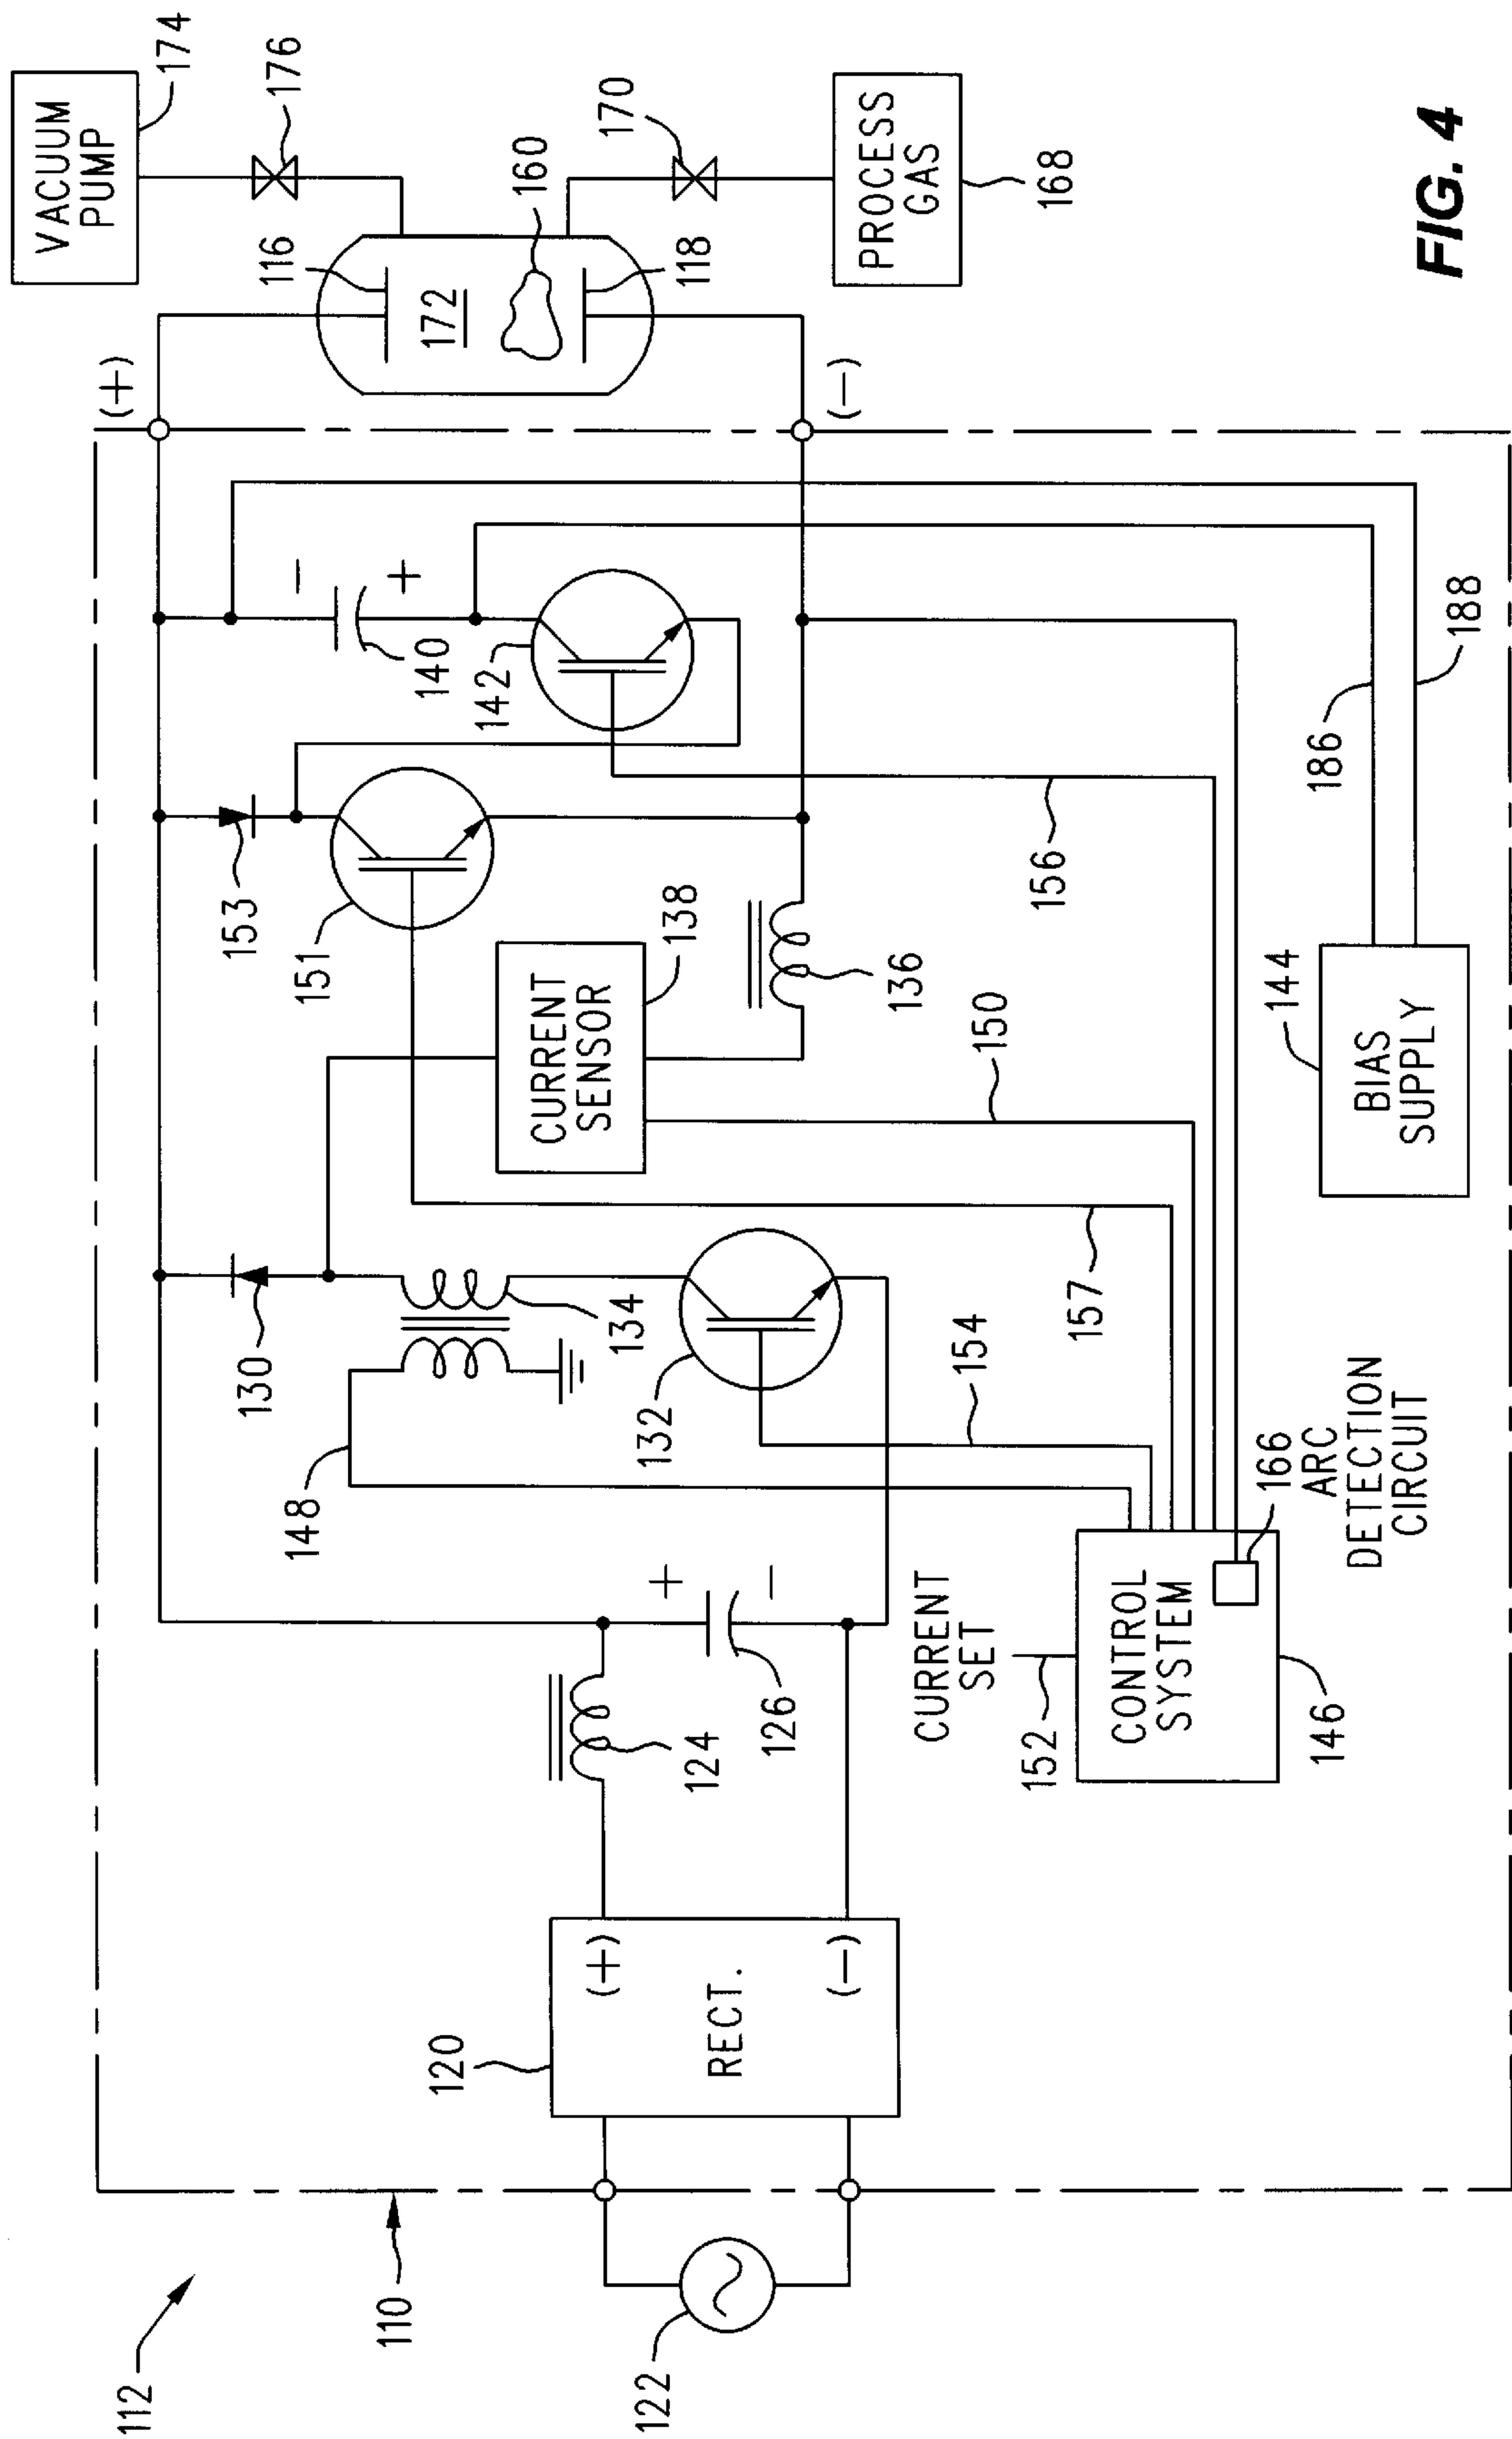 112
110
122
120
RECT.
(+)
(−)
124
126
+
−
148
130
134
132
154
157
150
CURRENT
SENSOR
138
136
151
153
142
140
−
+
156
(+)
(−)
116
172
160
118
VACUUM
PUMP
174
176
170
PROCESS
GAS
168
CURRENT
SET
152
CONTROL
SYSTEM
146
166
ARC
DETECTION
CIRCUIT
BIAS
SUPPLY
144
186
188
FIG. 4